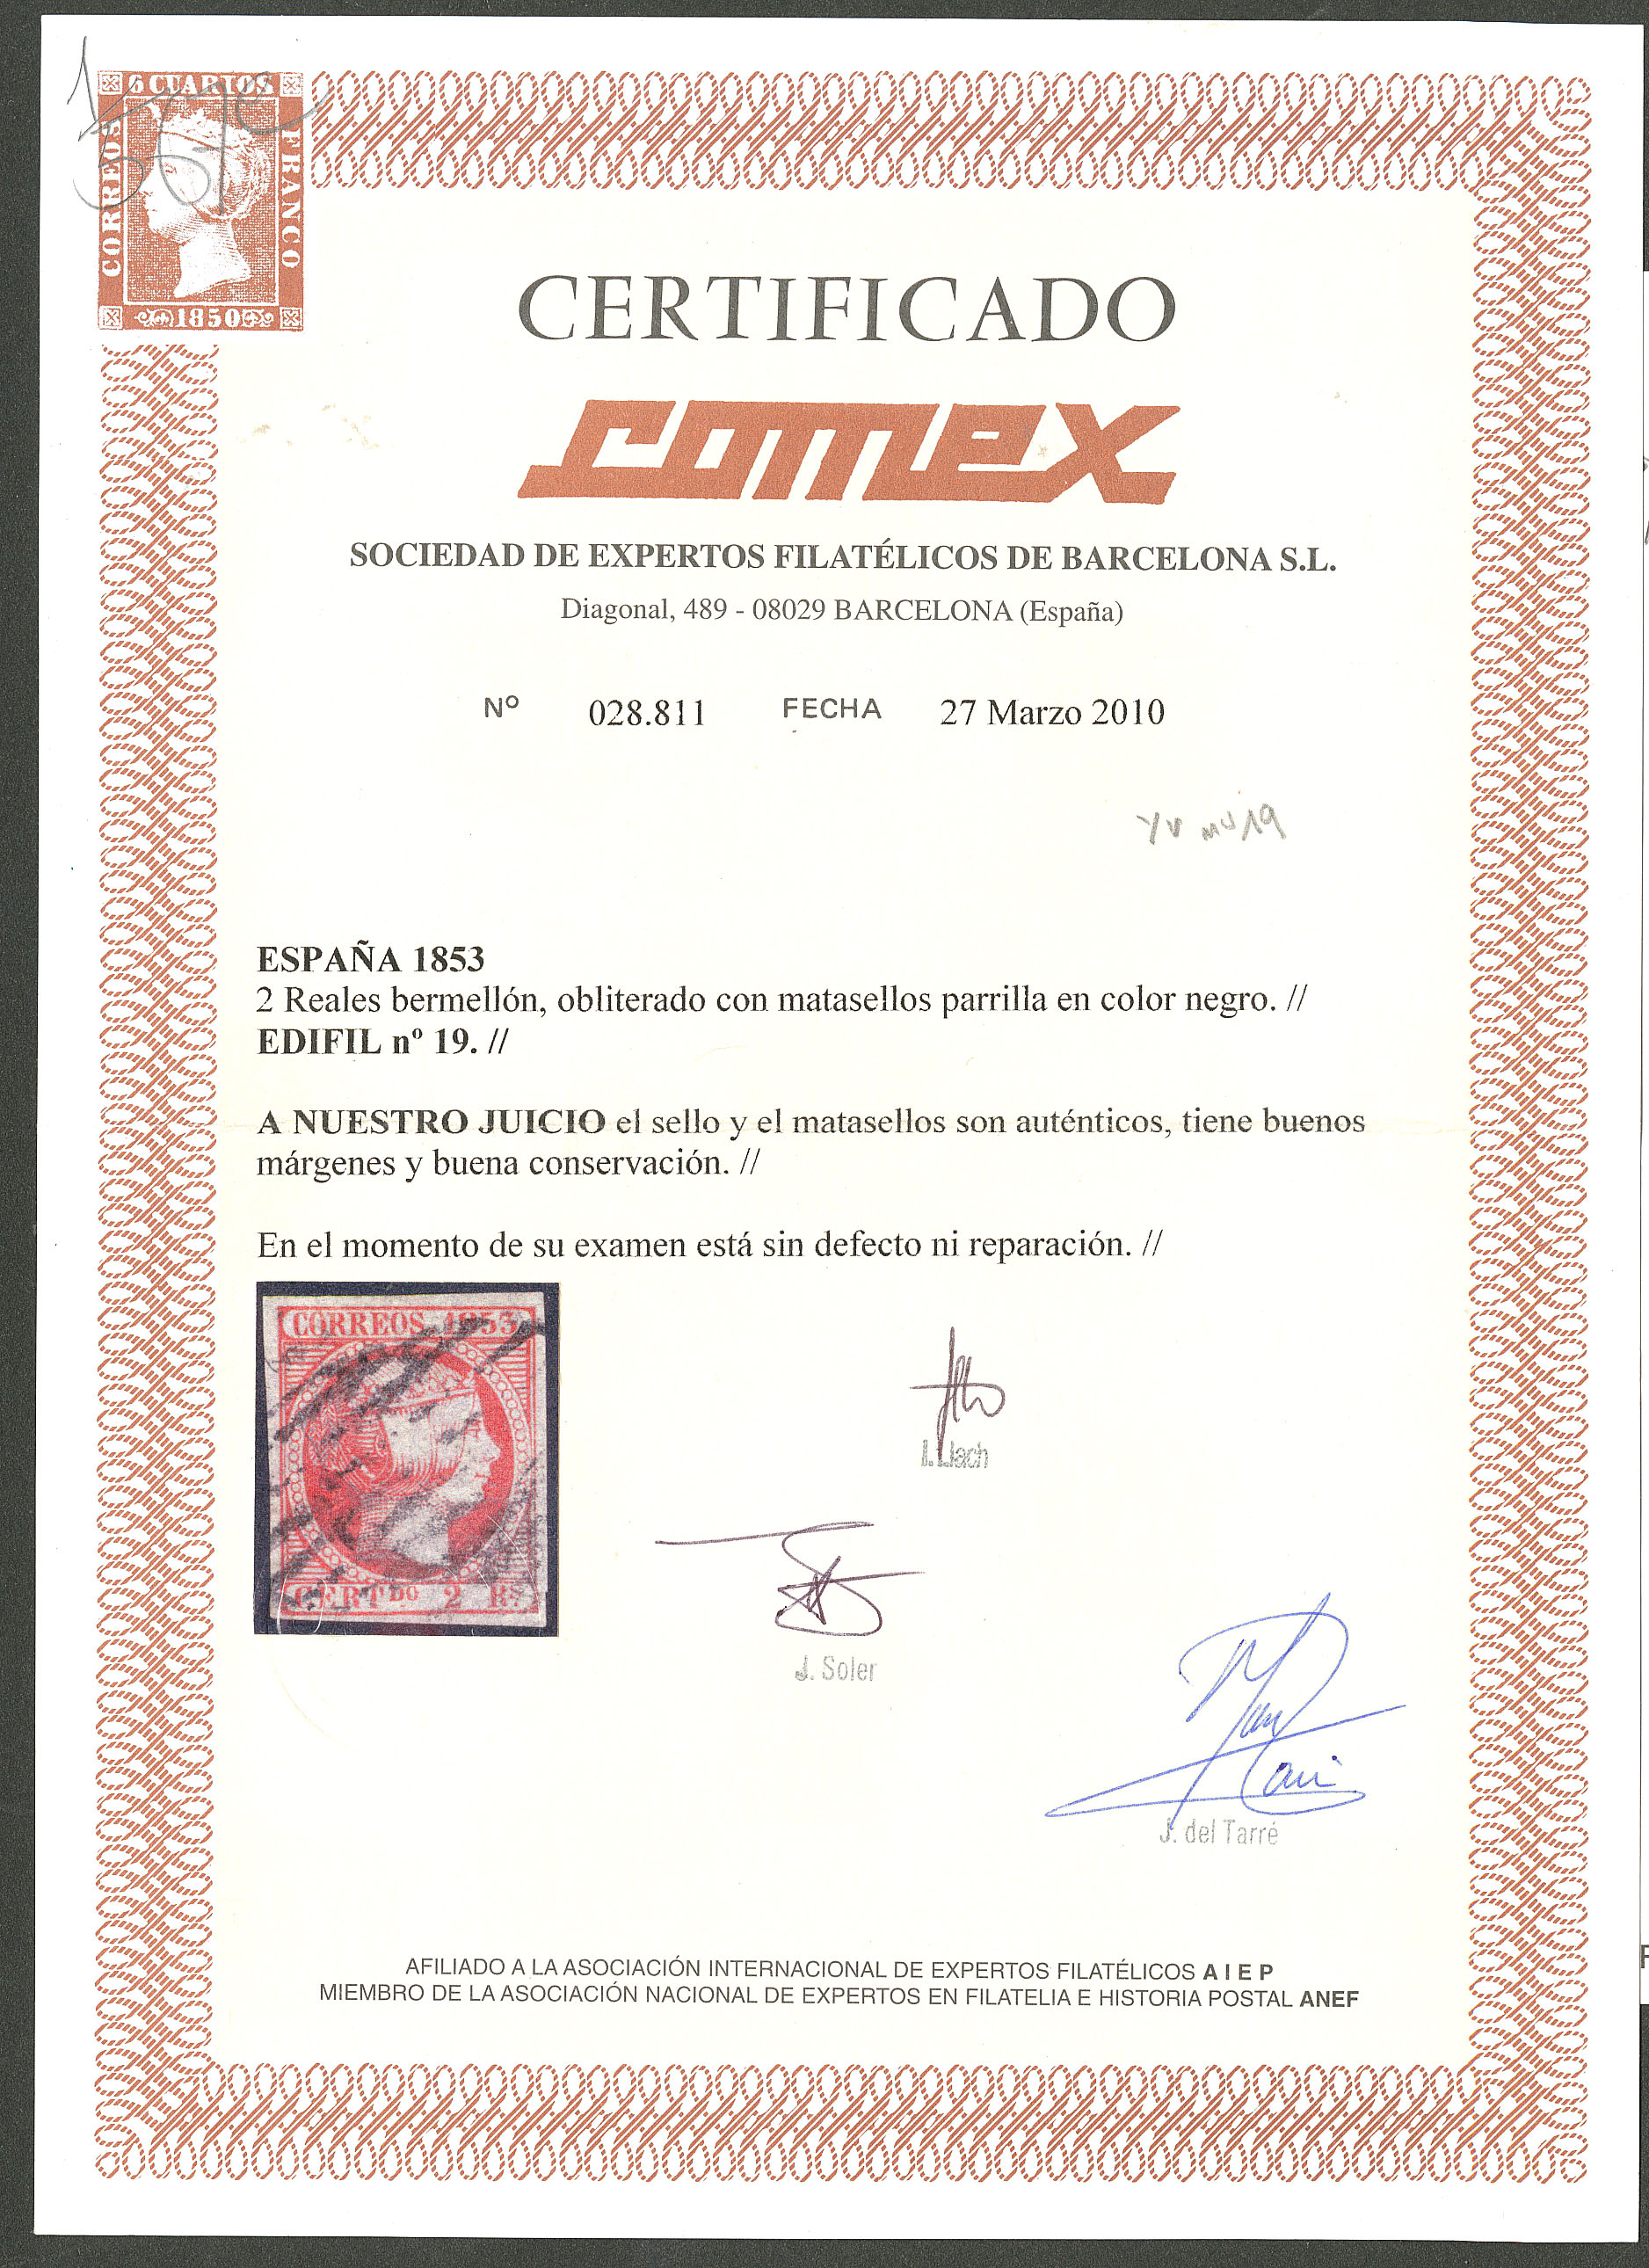 6 CUARTOS
CORREOS
FRANCO
1850
CERTIFICADO
comex
SOCIEDAD DE EXPERTOS FILATÉLICOS DE BARCELONA S.L.
Diagonal, 489 - 08029 BARCELONA (España)
Nº 028.811 FECHA 27 Marzo 2010
YV Nº 19
ESPAÑA 1853
2 Reales bermellón, obliterado con matasellos parrilla en color negro. //
EDIFIL nº 19. //
A NUESTRO JUICIO el sello y el matasellos son auténticos, tiene buenos
márgenes y buena conservación. //
En el momento de su examen está sin defecto ni reparación. //
CORREOS 1853
CERTDO 2 RS
I. Llach
J. Soler
J. del Tarré
AFILIADO A LA ASOCIACIÓN INTERNACIONAL DE EXPERTOS FILATÉLICOS A I E P
MIEMBRO DE LA ASOCIACIÓN NACIONAL DE EXPERTOS EN FILATELIA E HISTORIA POSTAL ANEF